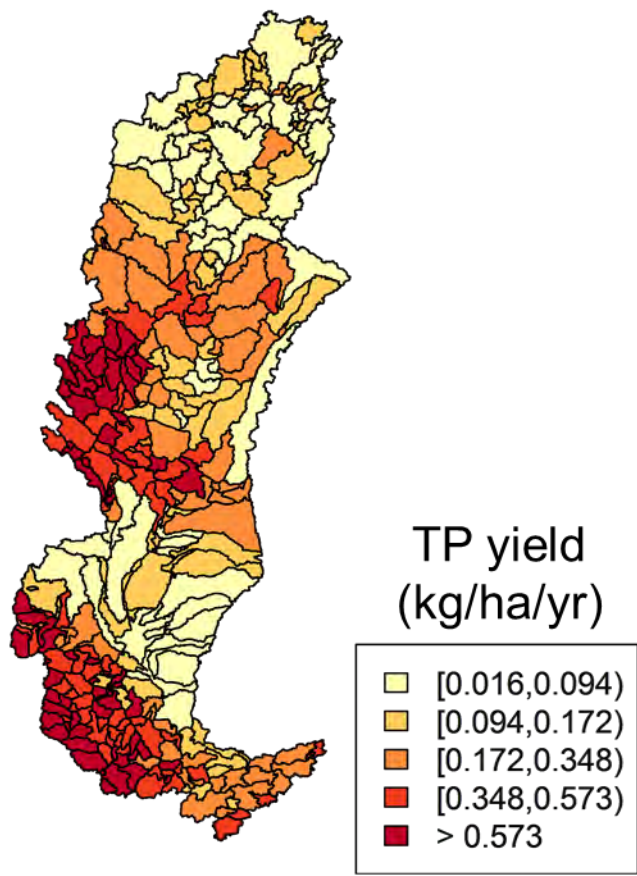 TP yield
(kg/ha/yr)
[0.016,0.094)
[0.094,0.172)
[0.172,0.348)
[0.348,0.573)
> 0.573